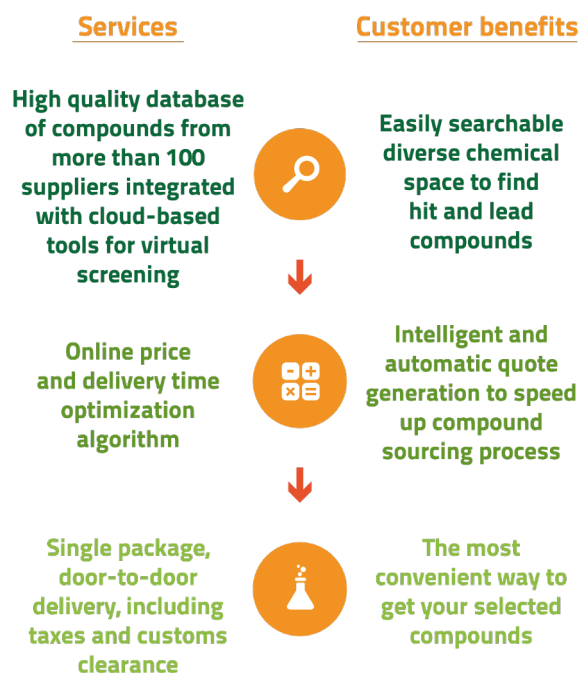 Services
Customer benefits
High quality database
of compounds from
more than 100
suppliers integrated
with cloud-based
tools for virtual
screening
Easily searchable
diverse chemical
space to find
hit and lead
compounds
Online price
and delivery time
optimization
algorithm
Intelligent and
automatic quote
generation to speed
up compound
sourcing process
Single package,
door-to-door
delivery, including
taxes and customs
clearance
The most
convenient way to
get your selected
compounds